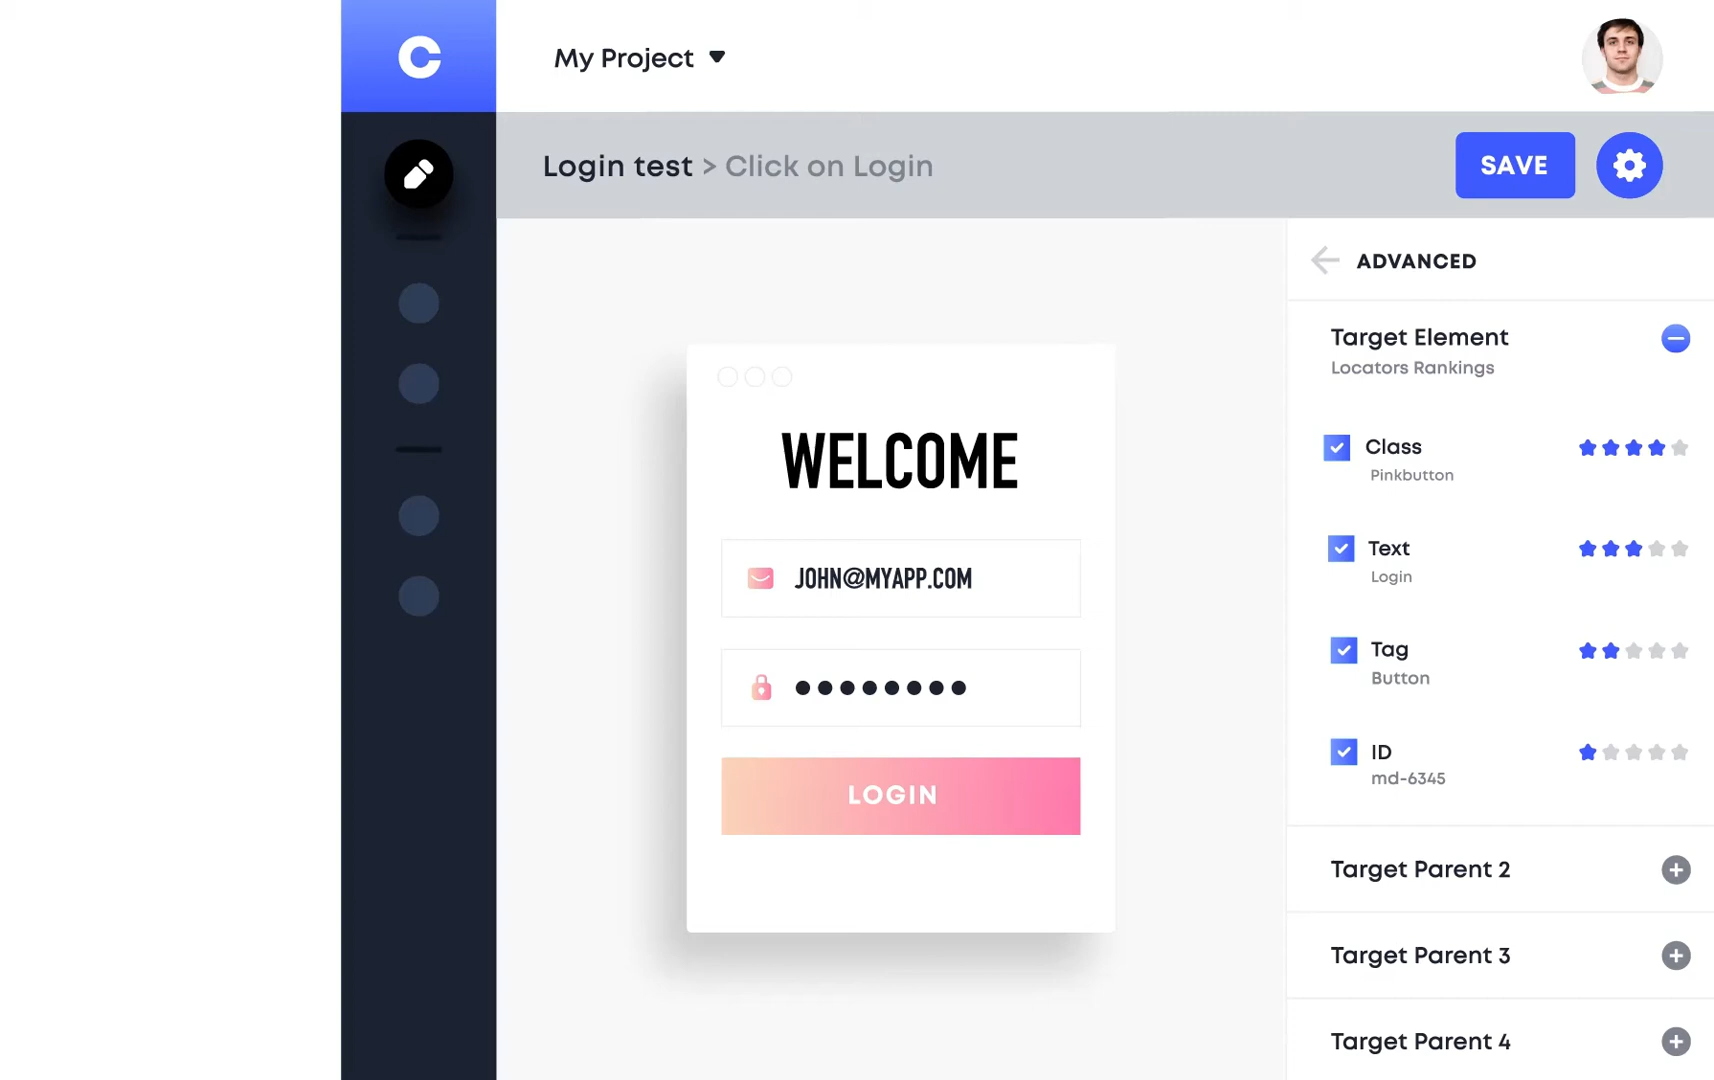 C
My Project
Login test > Click on Login
SAVE
ADVANCED
Target Element
Locators Rankings
Class
Pinkbutton
Text
Login
Tag
Button
ID
md-6345
Target Parent 2
Target Parent 3
Target Parent 4
WELCOME
JOHN@MYAPP.COM
LOGIN